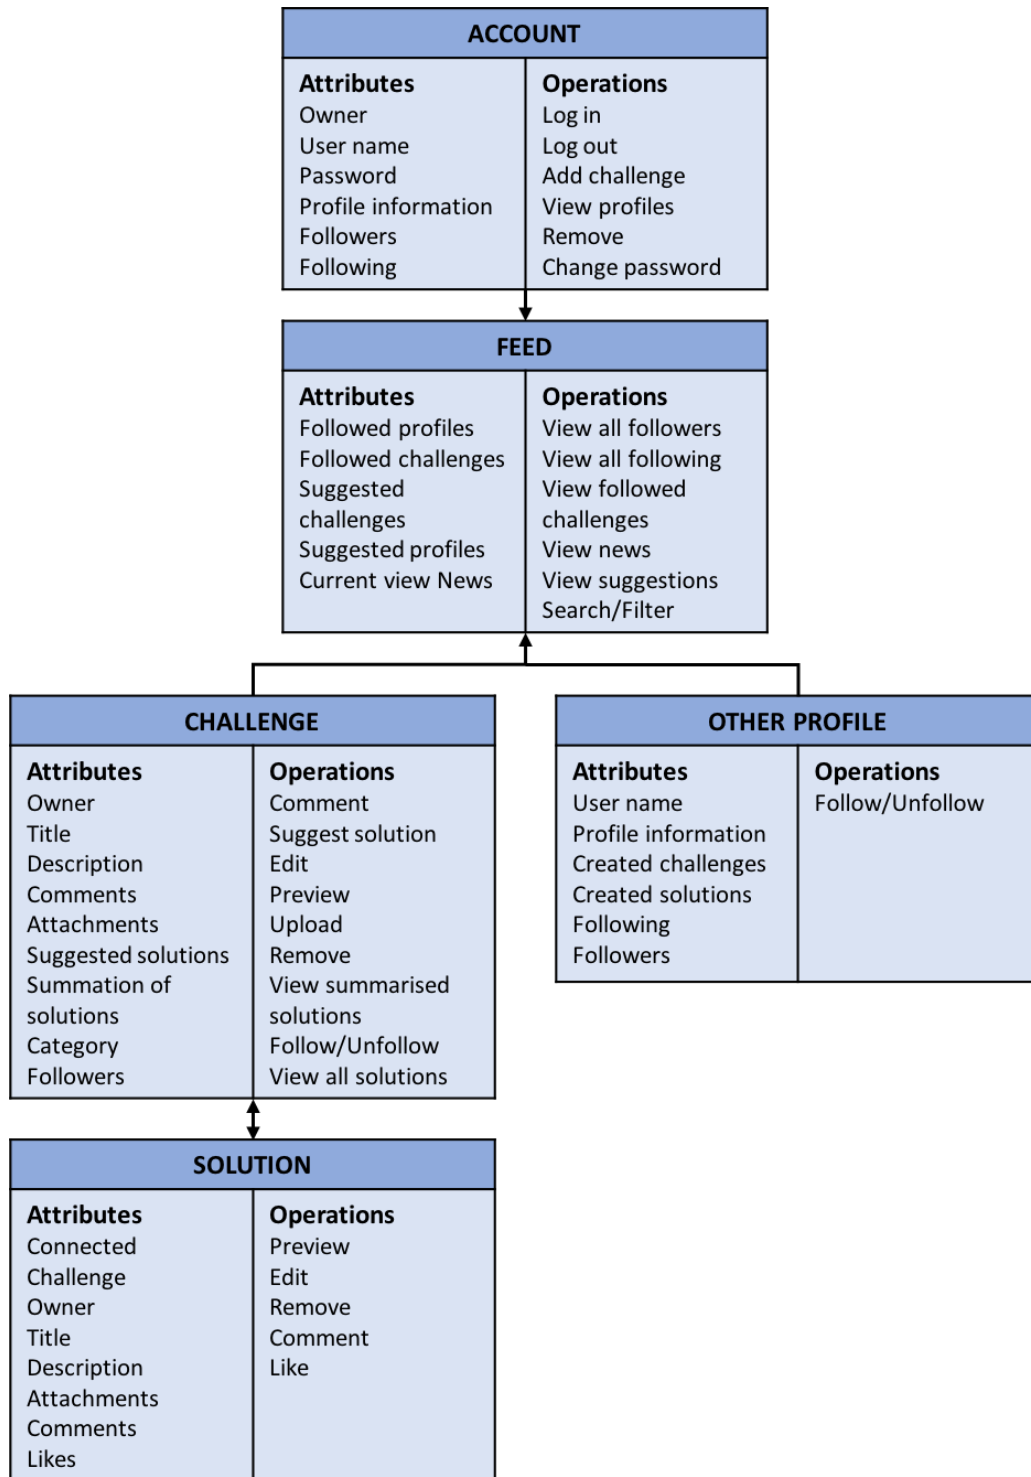 ACCOUNT
Attributes
Owner
User name
Password
Profile information
Followers
Following
Operations
Log in
Log out
Add challenge
View profiles
Remove
Change password
FEED
Attributes
Followed profiles
Followed challenges
Suggested
challenges
Suggested profiles
Current view News
Operations
View all followers
View all following
View followed
challenges
View news
View suggestions
Search/Filter
CHALLENGE
Attributes
Owner
Title
Description
Comments
Attachments
Suggested solutions
Summation of
solutions
Category
Followers
Operations
Comment
Suggest solution
Edit
Preview
Upload
Remove
View summarised
solutions
Follow/Unfollow
View all solutions
OTHER PROFILE
Attributes
User name
Profile information
Created challenges
Created solutions
Following
Followers
Operations
Follow/Unfollow
SOLUTION
Attributes
Connected
Challenge
Owner
Title
Description
Attachments
Comments
Likes
Operations
Preview
Edit
Remove
Comment
Like